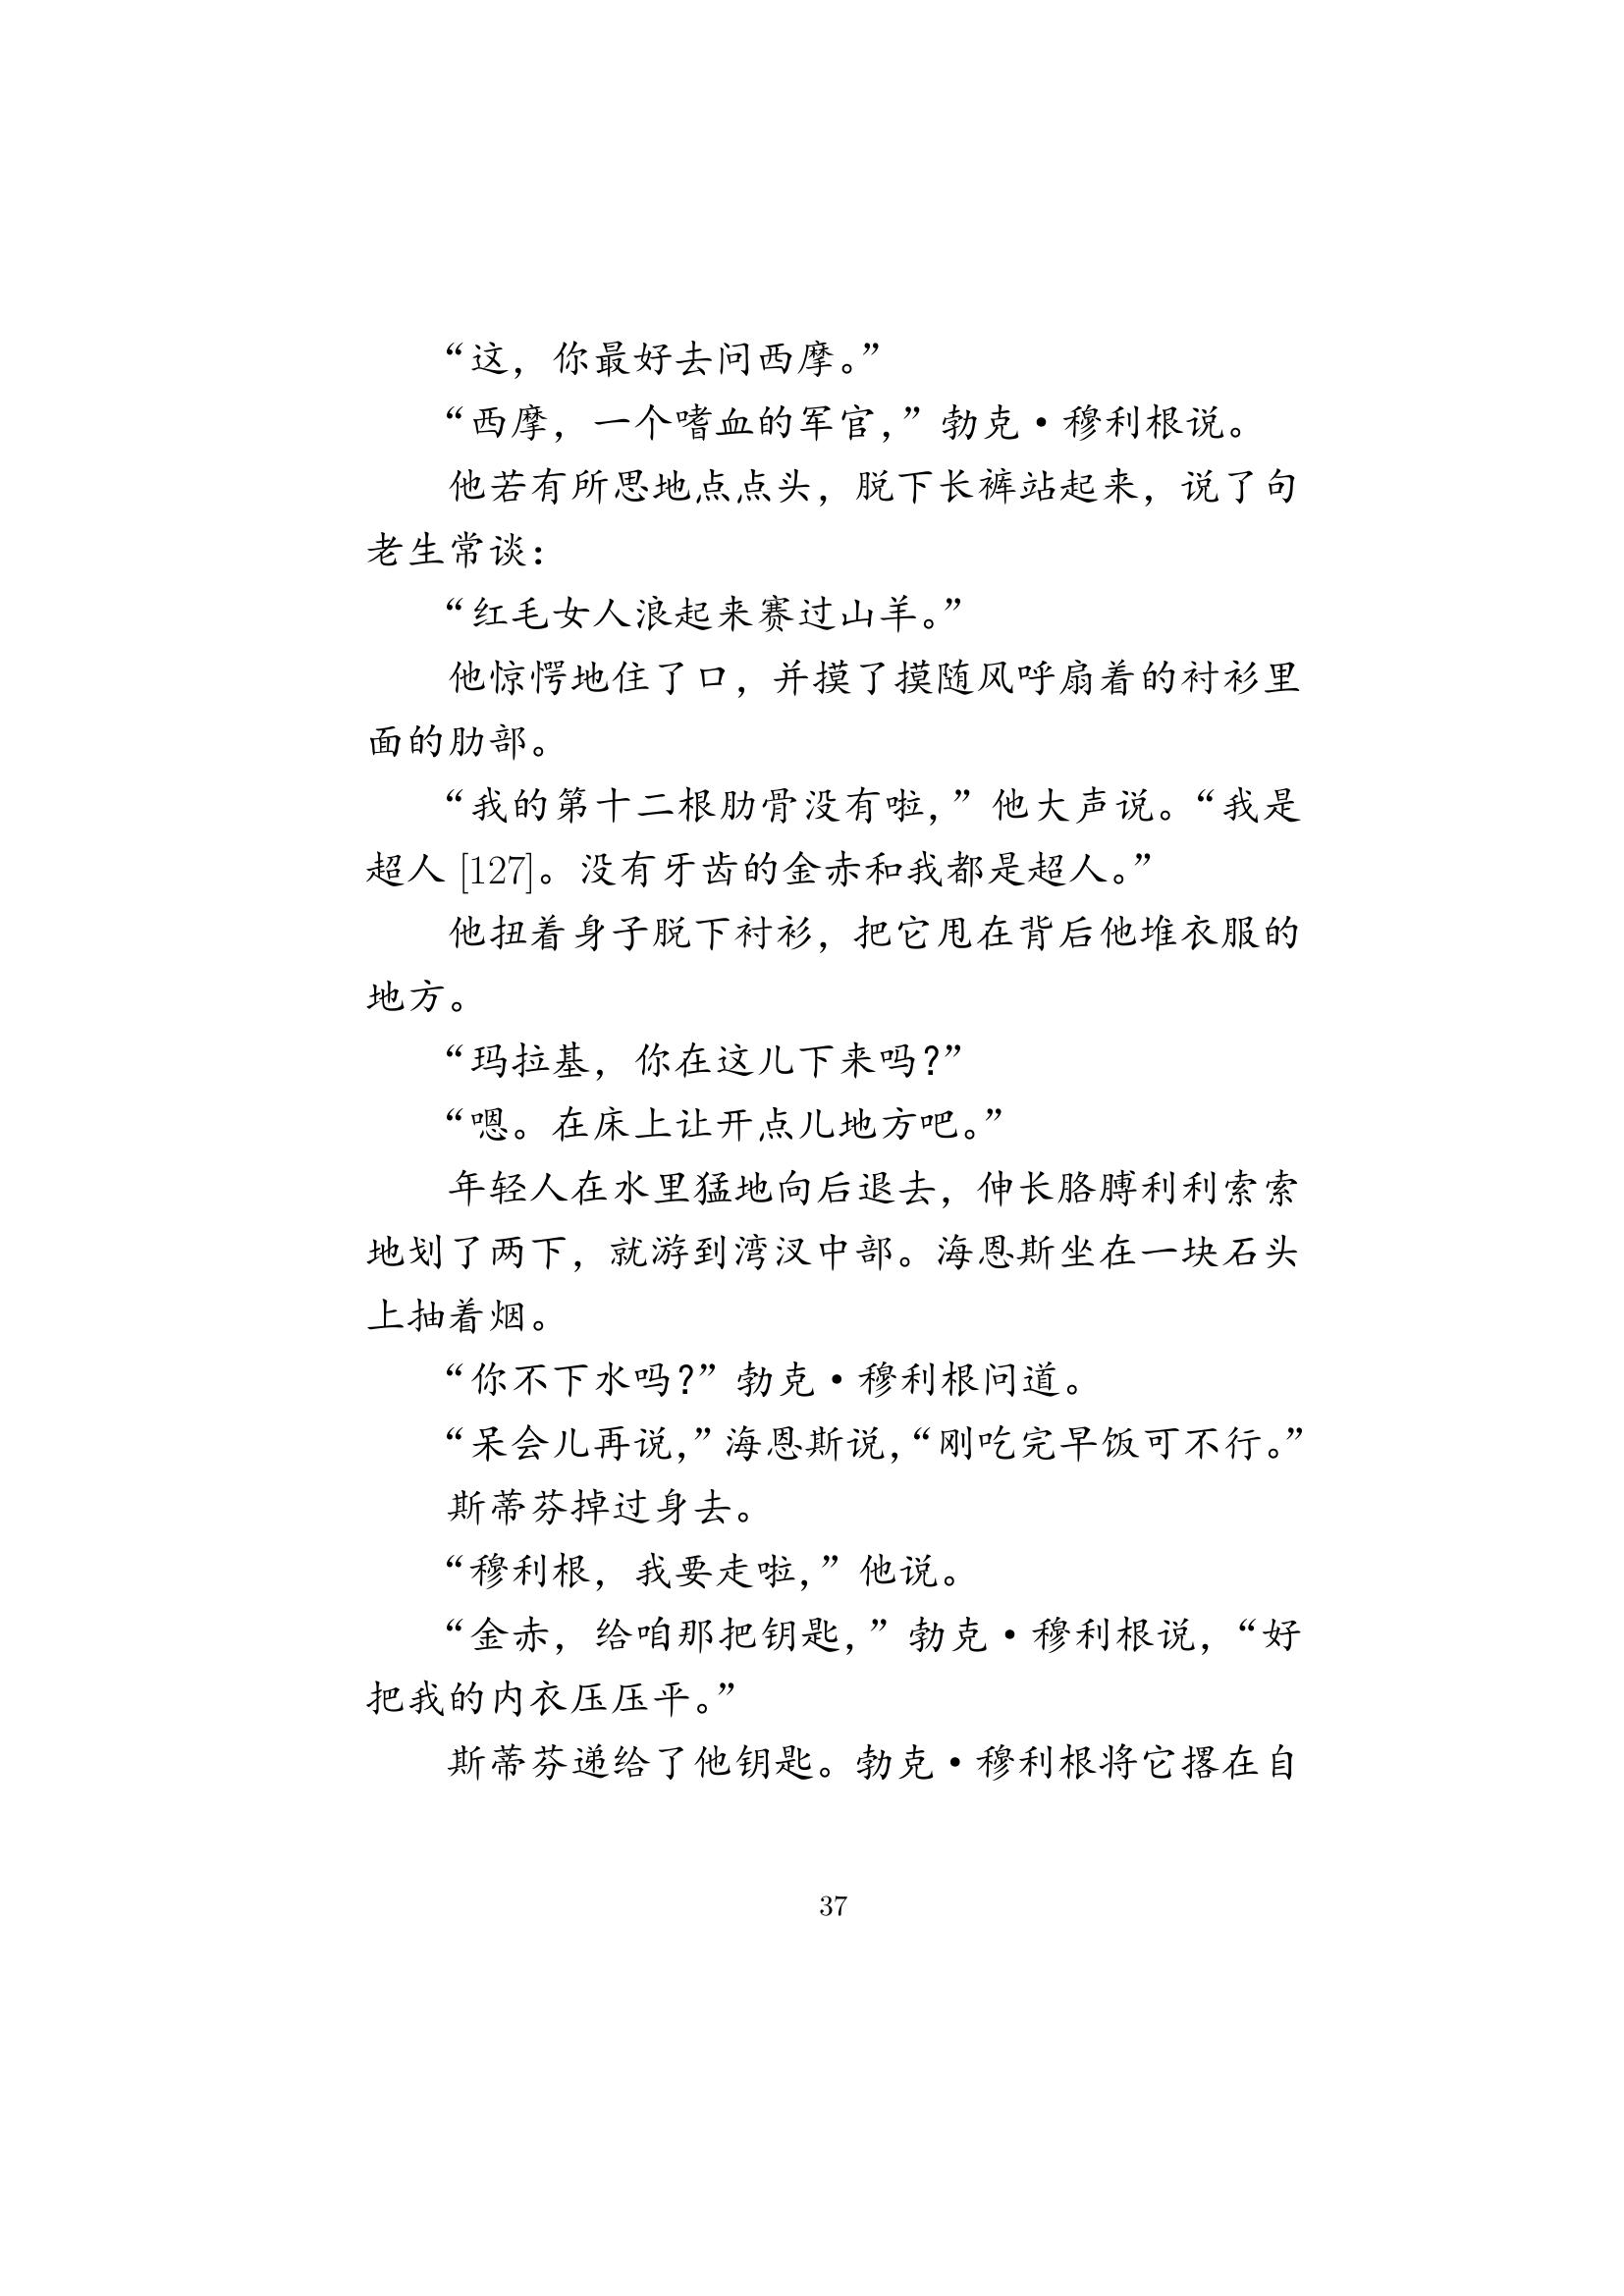 “这，你最好去问西摩。”
“西摩，一个嗜血的军官，”勃克·穆利根说。
他若有所思地点点头，脱下长裤站起来，说了句
老生常谈：
“红毛女人浪起来赛过山羊。”
他惊愕地住了口，并摸了摸随风呼扇着的衬衫里
面的肋部。
“我的第十二根肋骨没有啦，”他大声说。“我是
超人 [127]。没有牙齿的金赤和我都是超人。”
他扭着身子脱下衬衫，把它甩在背后他堆衣服的
地方。
“玛拉基，你在这儿下来吗？”
“嗯。在床上让开点儿地方吧。”
年轻人在水里猛地向后退去，伸长胳膊利利索索
地划了两下，就游到湾汊中部。海恩斯坐在一块石头
上抽着烟。
“你不下水吗？”勃克·穆利根问道。
“呆会儿再说，”海恩斯说，“刚吃完早饭可不行。”
斯蒂芬掉过身去。
“穆利根，我要走啦，”他说。
“金赤，给咱那把钥匙，”勃克·穆利根说，“好
把我的内衣压压平。”
斯蒂芬递给了他钥匙。勃克·穆利根将它撂在自
37